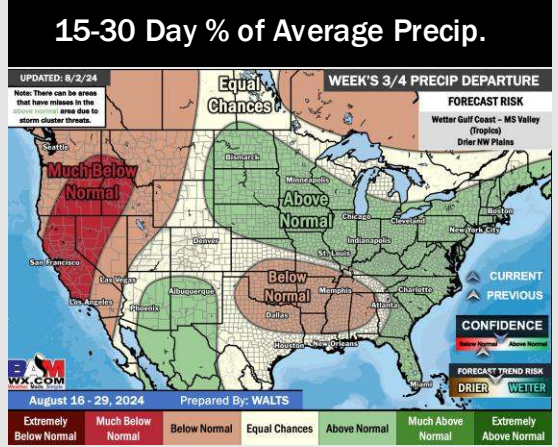 15-30 Day % of Average Precip.
UPDATED: 8/2/24
Note: There can be areas
that have misses in the
above normal area due to
storm cluster threats.
WEEK'S 3/4 PRECIP DEPARTURE
FORECAST RISK
Wetter Gulf Coast – MS Valley
(Tropics)
Drier NW Plains
Equal
Chances
Seattle
Much Below
Normal
Bismarck
Minneapolis
Above
Normal
Chicago
Cleveland
Boston
New York City
Indianapolis
Denver
St. Louis
San Francisco
Las Vegas
Los Angeles
Phoenix
Albuquerque
Below
Normal
Memphis
Dallas
Charlotte
Atlanta
Houston
New Orleans
Miami
CURRENT
PREVIOUS
CONFIDENCE
Below Normal
Above Normal
FORECAST TREND RISK
DRIER
WETTER
BAM
WX.COM
Weather Made Simple
August 16 - 29, 2024
Prepared By: WALTS
Extremely
Below Normal
Much Below
Normal
Below Normal
Equal Chances
Above Normal
Much Above
Normal
Extremely
Above Normal